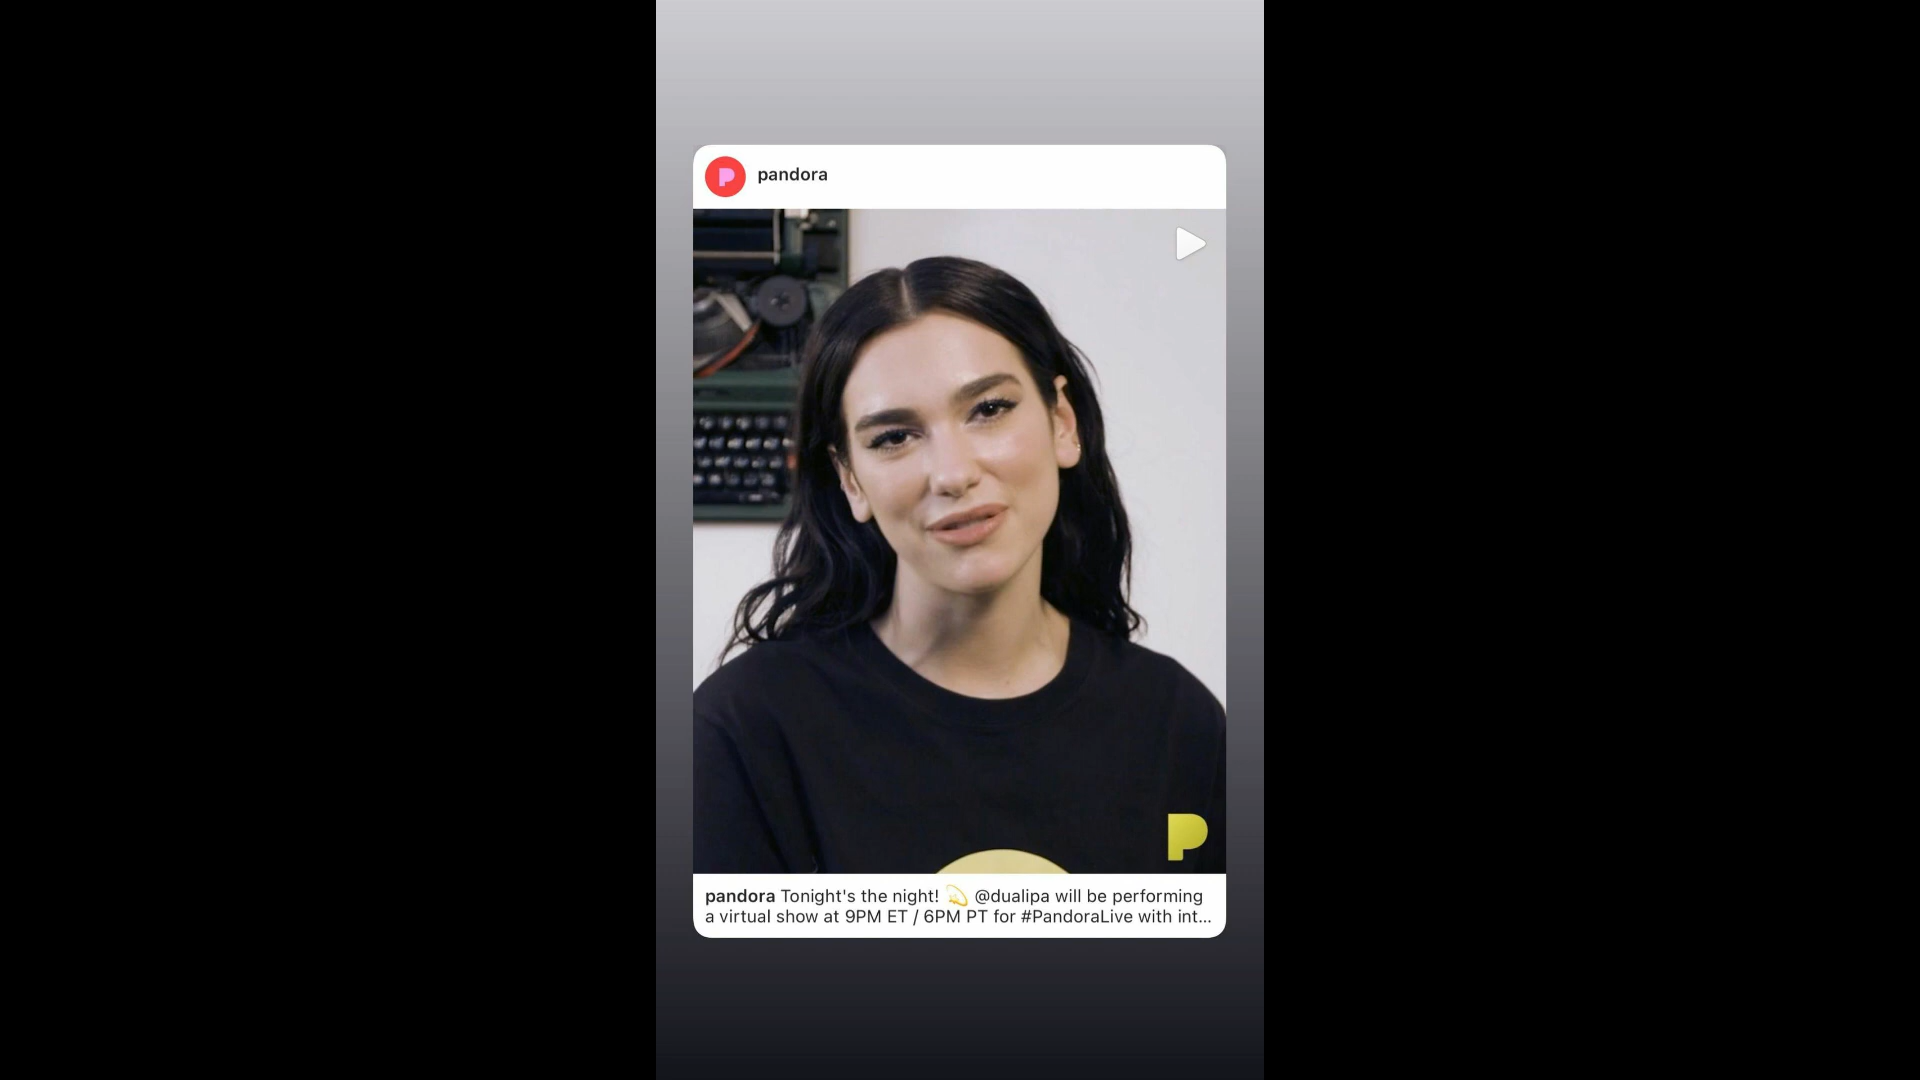 pandora
pandora Tonight's the night! 💫 @dualipa will be performing
a virtual show at 9PM ET / 6PM PT for #PandoraLive with int...